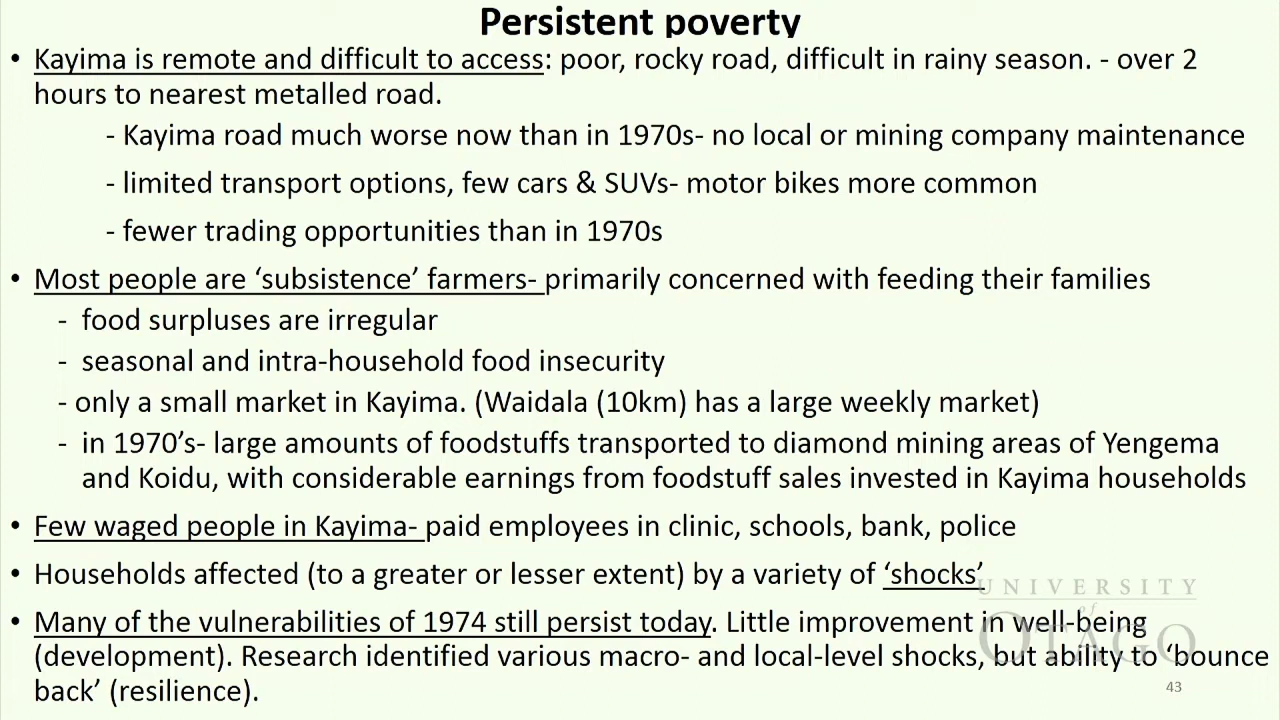 Persistent poverty
• Kayima is remote and difficult to access: poor, rocky road, difficult in rainy season. - over 2
hours to nearest metalled road.
- Kayima road much worse now than in 1970s- no local or mining company maintenance
- limited transport options, few cars & SUVs- motor bikes more common
- fewer trading opportunities than in 1970s
• Most people are ‘subsistence’ farmers- primarily concerned with feeding their families
- food surpluses are irregular
- seasonal and intra-household food insecurity
- only a small market in Kayima. (Waidala (10km) has a large weekly market)
- in 1970’s- large amounts of foodstuffs transported to diamond mining areas of Yengema
and Koidu, with considerable earnings from foodstuff sales invested in Kayima households
• Few waged people in Kayima- paid employees in clinic, schools, bank, police
• Households affected (to a greater or lesser extent) by a variety of ‘shocks’
• Many of the vulnerabilities of 1974 still persist today. Little improvement in well-being
(development). Research identified various macro- and local-level shocks, but ability to ‘bounce
back’ (resilience).
UNIVERSITY
of
OTAGO
43